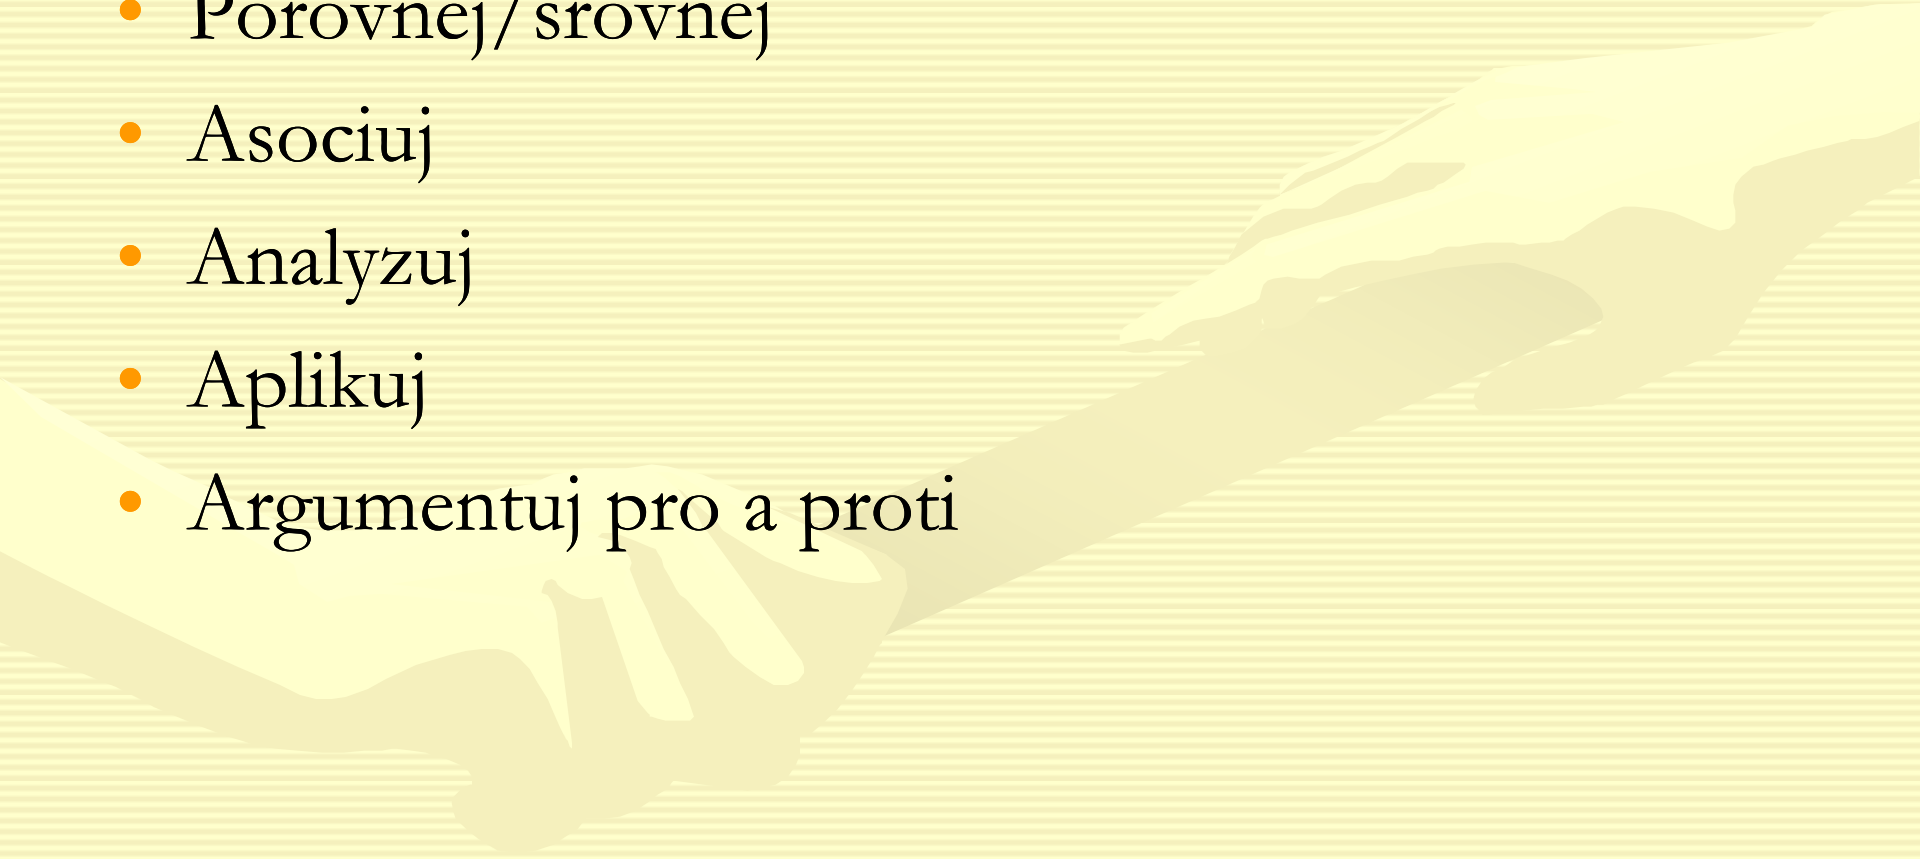 • Porovnej/srovnej
• Asociuj
• Analyzuj
• Aplikuj
• Argumentuj pro a proti